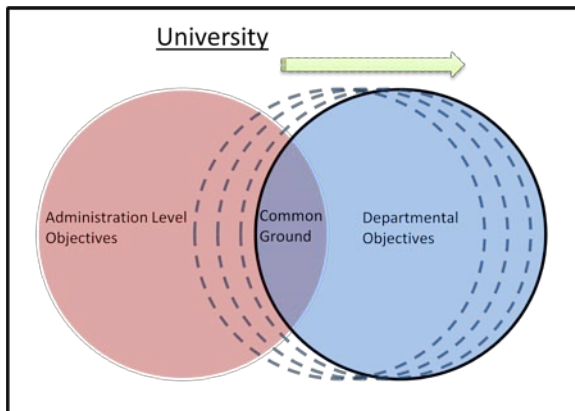 University
Administration Level
Objectives
Common
Ground
Departmental
Objectives